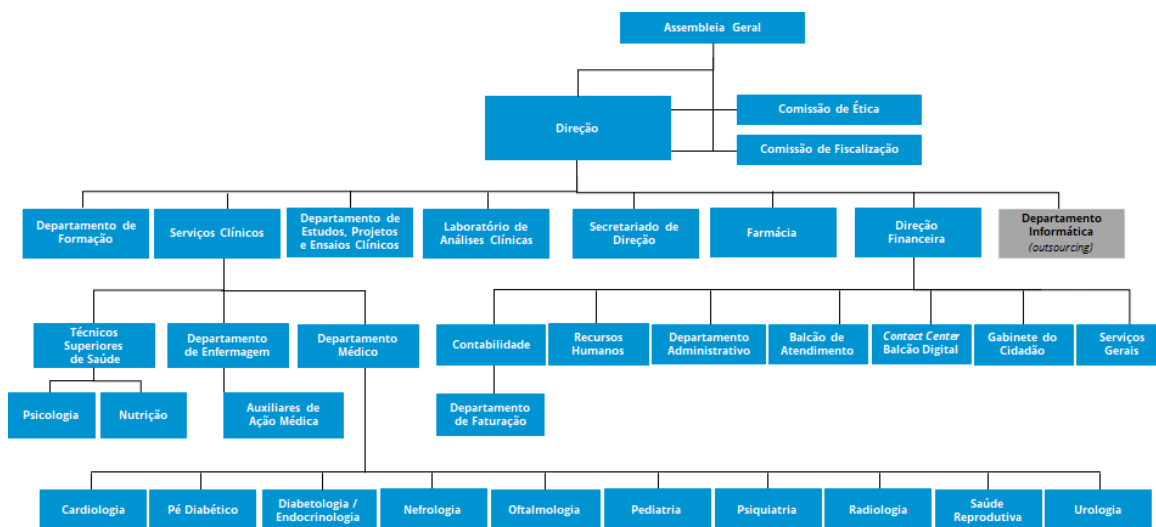 Assembleia Geral
Direção
Comissão de Ética
Comissão de Fiscalização
Departamento de
Formação
Serviços Clínicos
Departamento de
Estudos, Projetos
e Ensaios Clínicos
Laboratório de
Análises Clínicas
Secretariado de
Direção
Farmácia
Direção
Financeira
Departamento
Informática
(outsourcing)
Técnicos
Superiores
de Saúde
Departamento
de Enfermagem
Departamento
Médico
Contabilidade
Recursos
Humanos
Departamento
Administrativo
Balcão de
Atendimento
Contact Center
Balcão Digital
Gabinete do
Cidadão
Serviços
Gerais
Psicologia
Nutrição
Auxiliares de
Ação Médica
Departamento
de Faturação
Cardiologia
Pé Diabético
Diabetologia /
Endocrinologia
Nefrologia
Oftalmologia
Pediatria
Psiquiatria
Radiologia
Saúde
Reprodutiva
Urologia